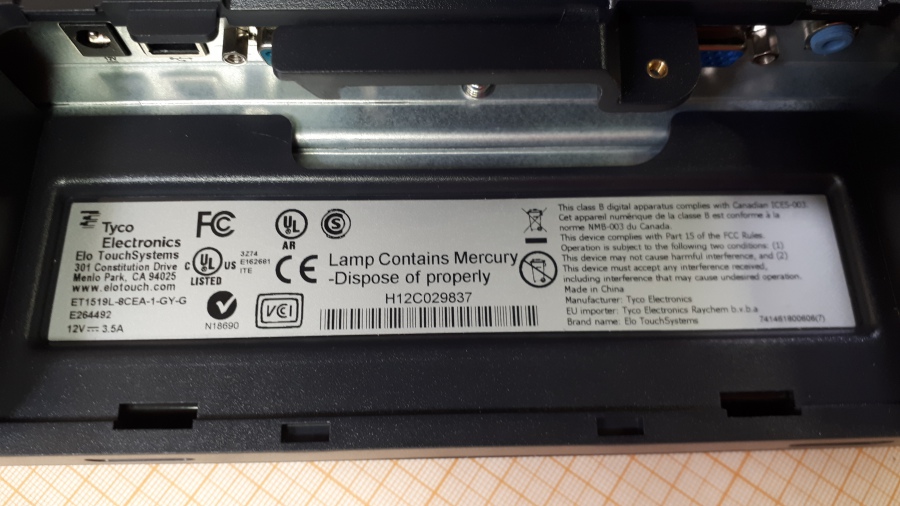 Tyco
Electronics
Elo TouchSystems
301 Constitution Drive
Menlo Park, CA 94025
www.elotouch.com
ET1519L-8CEA-1-GY-G
E264492
12V 3.5A
FC
UL
AR
S
C UL US
LISTED
3Z74
E162661
ITE
CE
N18690
VCI
Lamp Contains Mercury
-Dispose of properly
H12C029837
This class B digital apparatus complies with Canadian ICES-003.
Cet appareil numérique de la classe B est conforme à la
norme NMB-003 du Canada.
This device complies with Part 15 of the FCC Rules.
Operation is subject to the following two conditions: (1)
This device may not cause harmful interference, and (2)
This device must accept any interference received,
including interference that may cause undesired operation.
Made in China
Manufacturer: Tyco Electronics
EU importer: Tyco Electronics Raychem b.v.b.a
Brand name: Elo TouchSystems